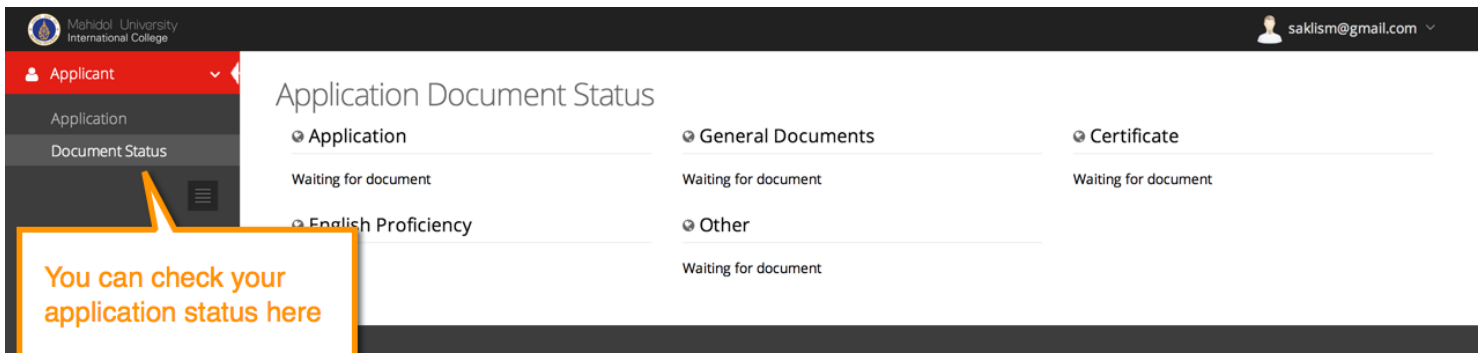 Mahidol University
International College
saklism@gmail.com
Applicant
Application
Document Status
Application Document Status
Application
General Documents
Certificate
Waiting for document
Waiting for document
Waiting for document
English Proficiency
Other
Waiting for document
You can check your
application status here